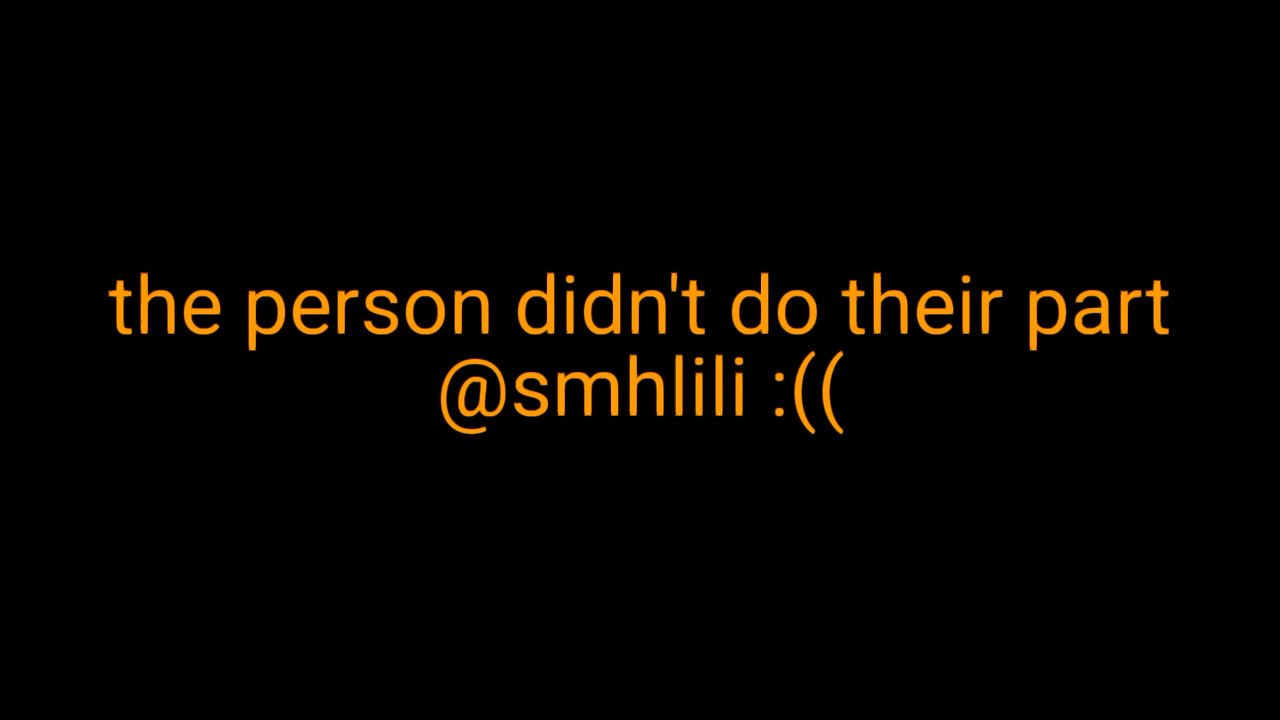 the person didn't do their part
@smhlili :((